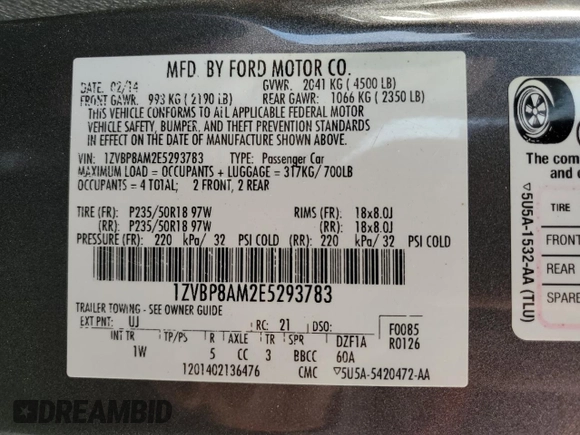 MFD. BY FORD MOTOR CO.
DATE: 02/14 GVWR: 2041 KG ( 4500 LB)
FRONT GAWR: 993 KG ( 2190 LB) REAR GAWR: 1066 KG ( 2350 LB)
THIS VEHICLE CONFORMS TO ALL APPLICABLE FEDERAL MOTOR
VEHICLE SAFETY, BUMPER, AND THEFT PREVENTION STANDARDS
IN EFFECT ON THE DATE OF MANUFACTURE SHOWN ABOVE.
VIN: 1ZVBP8AM2E5293783 TYPE: Passenger Car
MAXIMUM LOAD = OCCUPANTS + LUGGAGE = 317KG/700LB
OCCUPANTS = 4 TOTAL; 2 FRONT, 2 REAR
TIRE (FR): P235/50R18 97W RIMS (FR): 18x8.0J
(RR): P235/50R18 97W (RR): 18x8.0J
PRESSURE (FR): 220 kPa/ 32 PSI COLD (RR): 220 kPa/ 32 PSI COLD
1ZVBP8AM2E5293783
TRAILER TOWING - SEE OWNER GUIDE
EXT PNT: UJ RC: 21 DSO: F0085
INT TR TP/PS R AXLE TR SPR DZF1A R0126
1W 5 CC 3 BBCC 60A
1201402136476 CMC ▽5U5A-5420472-AA
The com
TIRE
FRONT
REAR
SPARE
▽5U5A-1532-AA (TLU)
DREAMBID